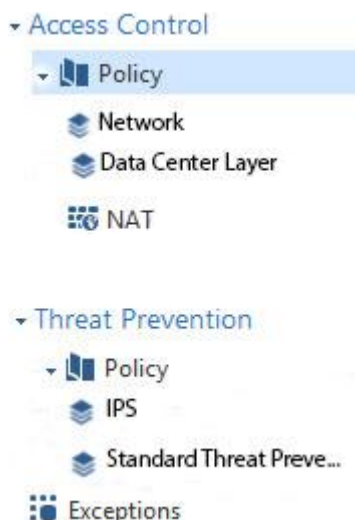 Access Control
Policy
Network
Data Center Layer
NAT
Threat Prevention
Policy
IPS
Standard Threat Preve...
Exceptions